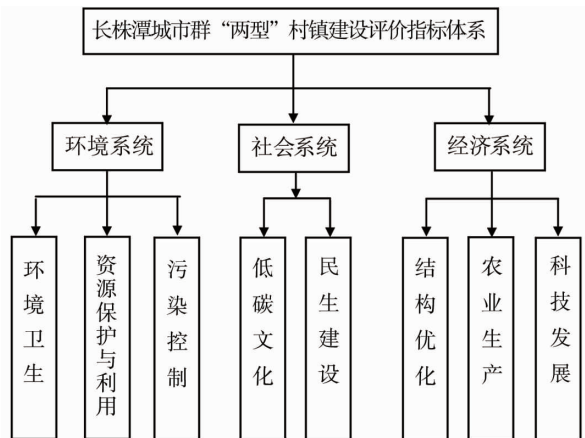 长株潭城市群“两型”村镇建设评价指标体系
环境系统
社会系统
经济系统
环境卫生
资源保护与利用
污染控制
低碳文化
民生建设
结构优化
农业生产
科技发展